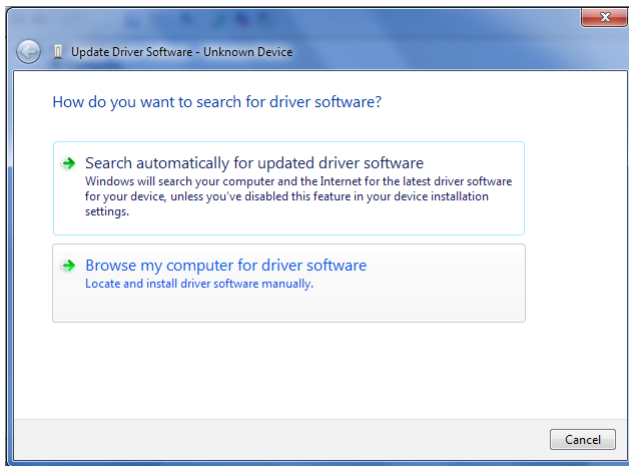 Update Driver Software - Unknown Device
How do you want to search for driver software?
Search automatically for updated driver software
Windows will search your computer and the Internet for the latest driver software
for your device, unless you've disabled this feature in your device installation
settings.
Browse my computer for driver software
Locate and install driver software manually.
Cancel